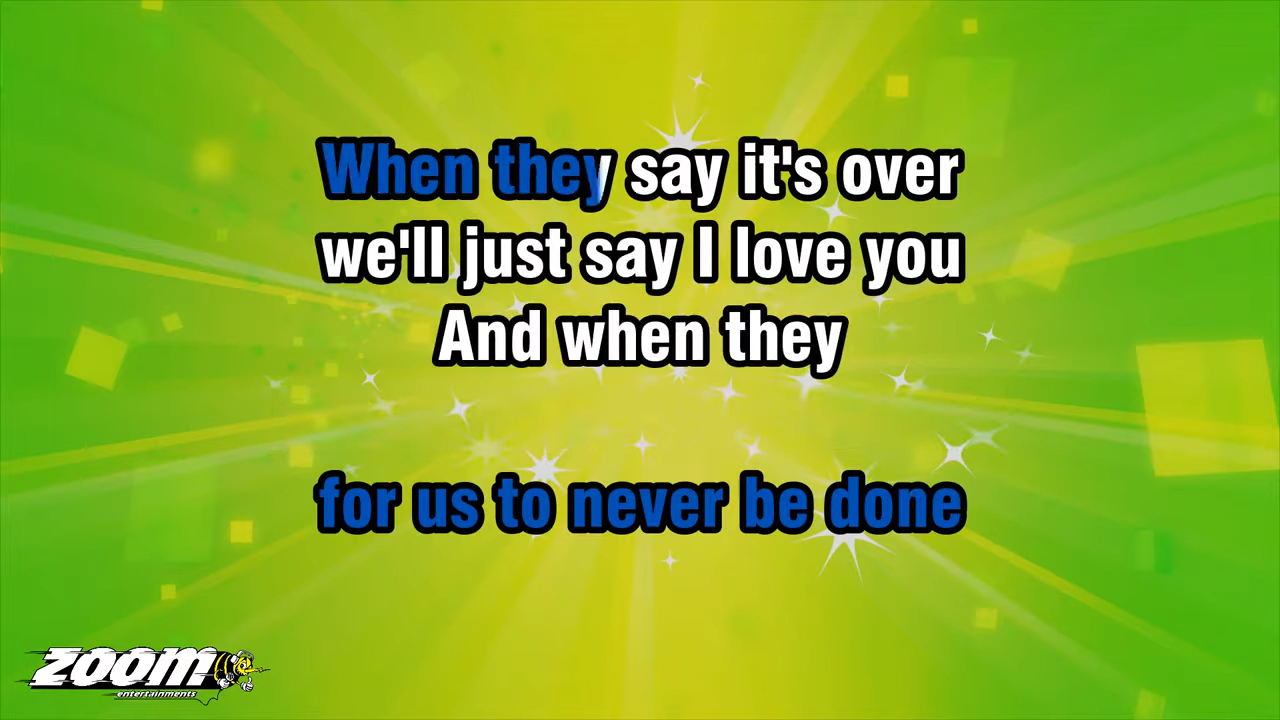 When they say it's over
we'll just say I love you
And when they
for us to never be done
ZOOM
entertainments